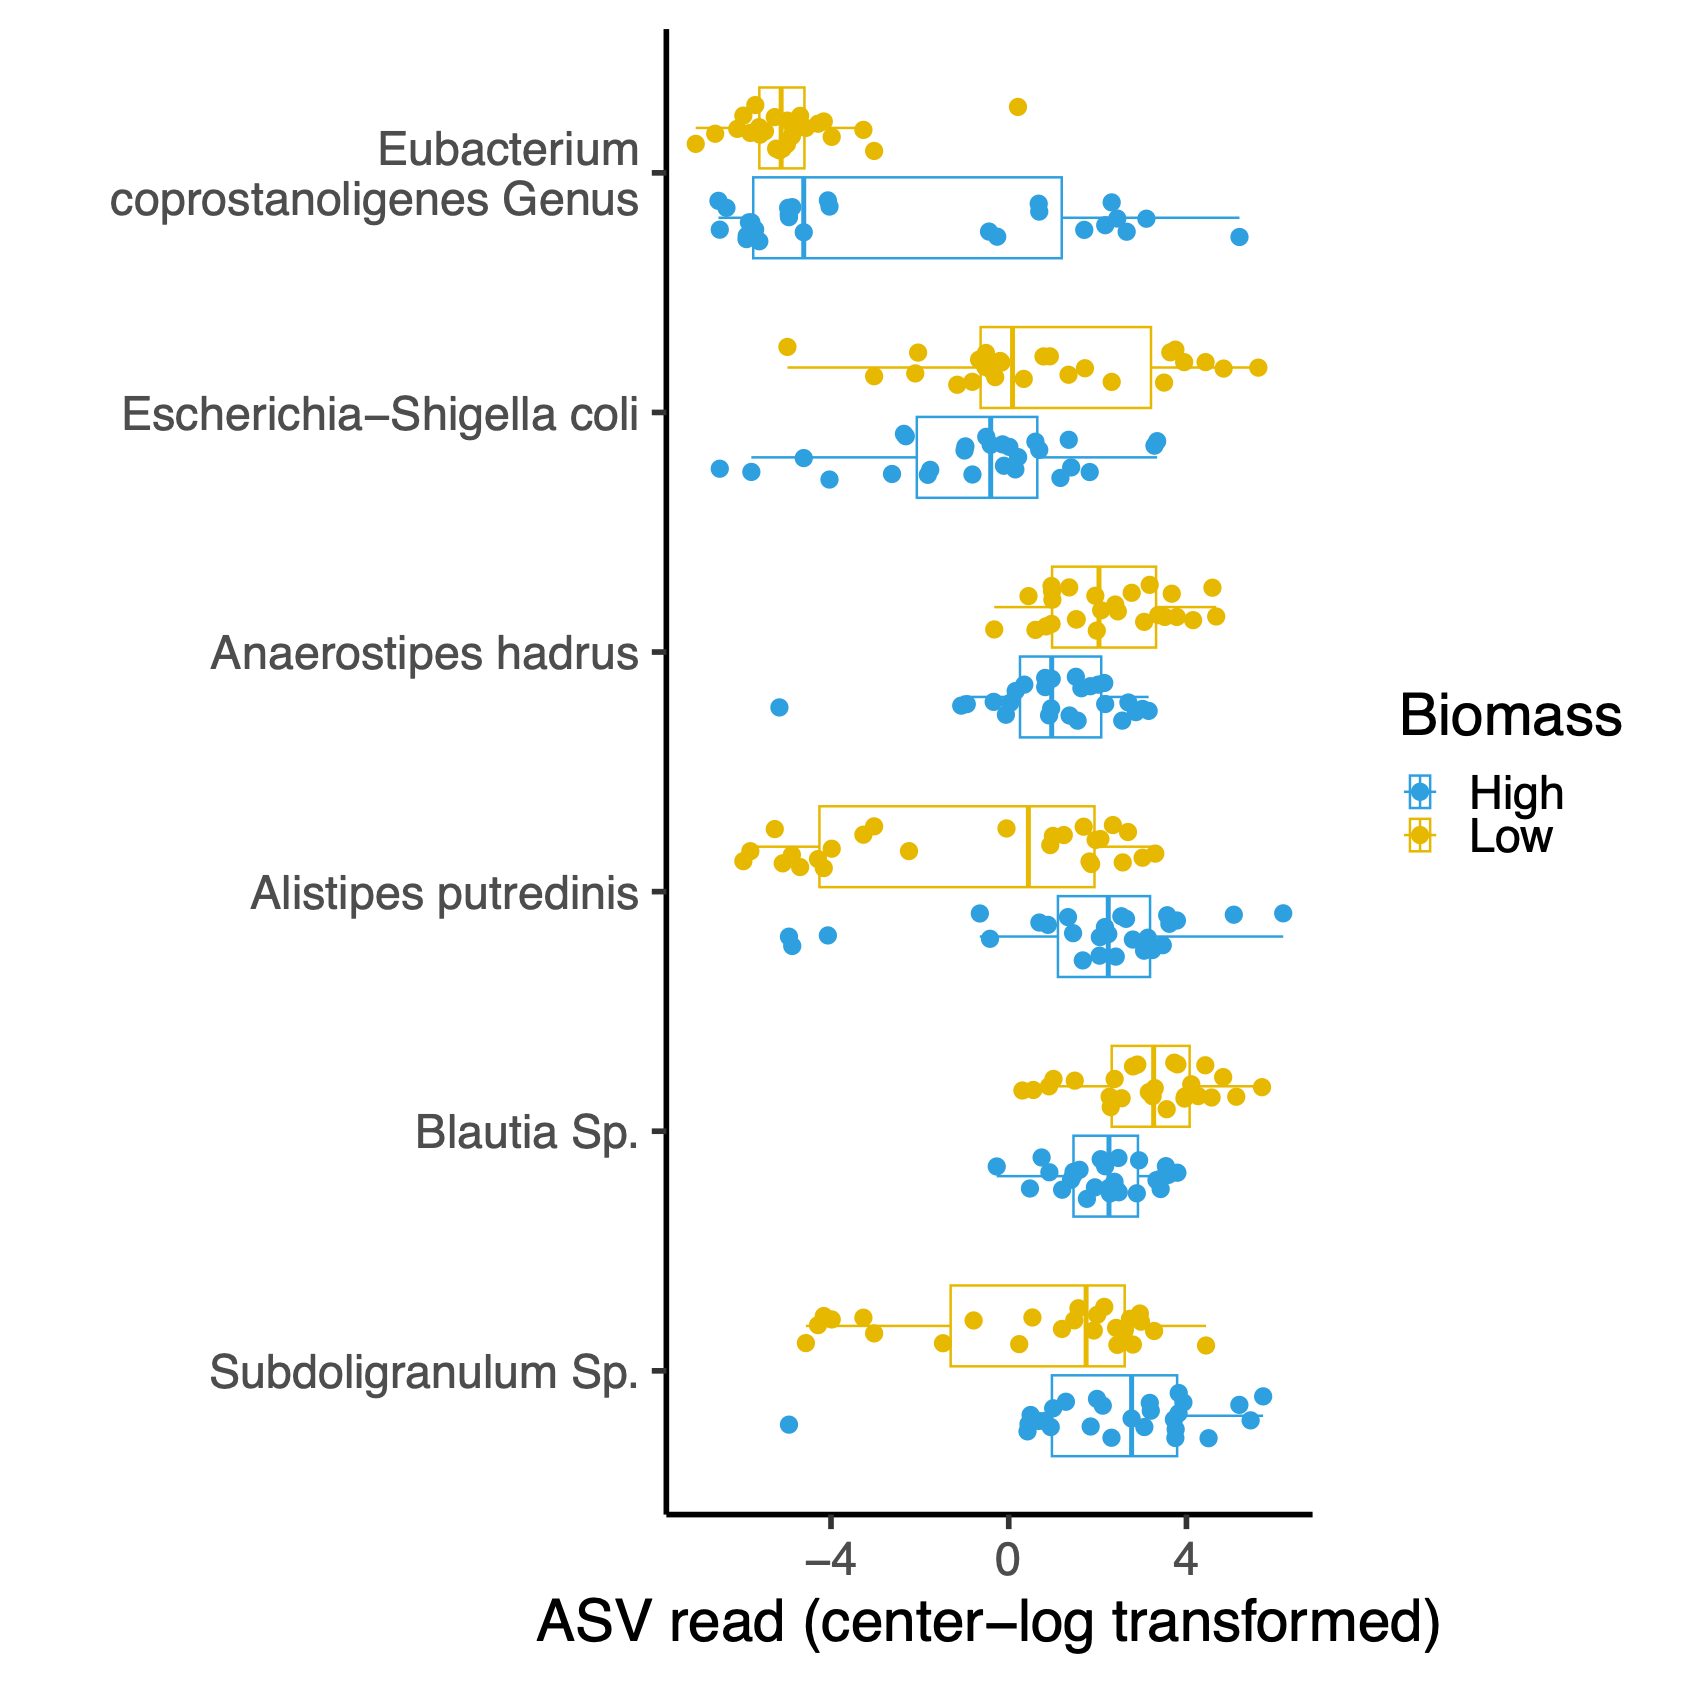 Eubacterium
coprostanoligenes Genus
Escherichia−Shigella coli
Anaerostipes hadrus
Alistipes putredinis
Blautia Sp.
Subdoligranulum Sp.
Biomass
High
Low
−4 0 4
ASV read (center−log transformed)